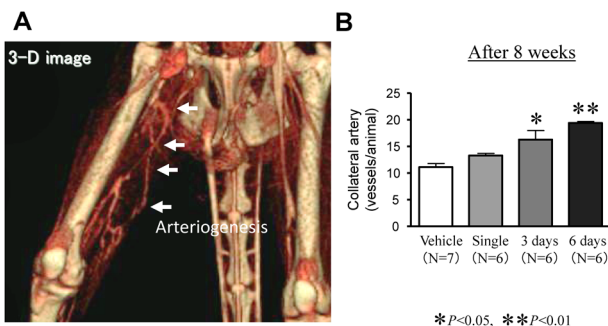 A
3-D image
Arteriogenesis
B
After 8 weeks
Collateral artery
(vessels/animal)
25
20
15
10
5
0
*
**
Vehicle Single 3 days 6 days
(N=7) (N=6) (N=6) (N=6)
*P<0.05, **P<0.01